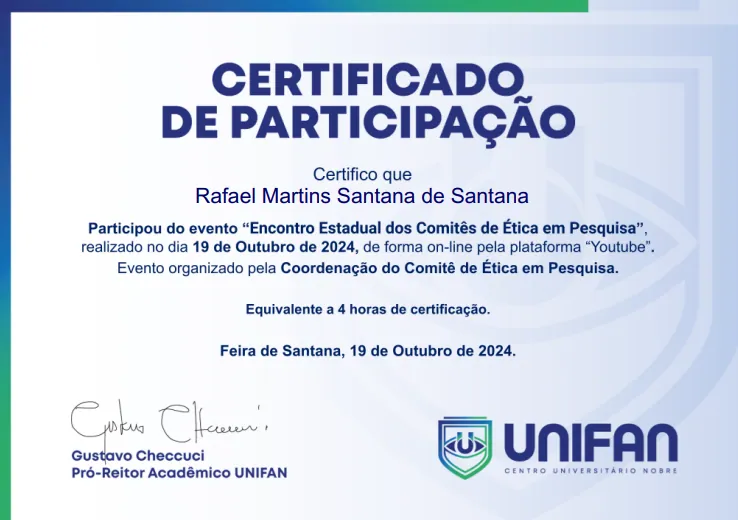 CERTIFICADO
DE PARTICIPAÇÃO
Certifico que
Rafael Martins Santana de Santana
Participou do evento “Encontro Estadual dos Comitês de Ética em Pesquisa”,
realizado no dia 19 de Outubro de 2024, de forma on-line pela plataforma “Youtube”.
Evento organizado pela Coordenação do Comitê de Ética em Pesquisa.
Equivalente a 4 horas de certificação.
Feira de Santana, 19 de Outubro de 2024.
Gustavo Checcuci
Pró-Reitor Acadêmico UNIFAN
U
UNIFAN
CENTRO UNIVERSITÁRIO NOBRE